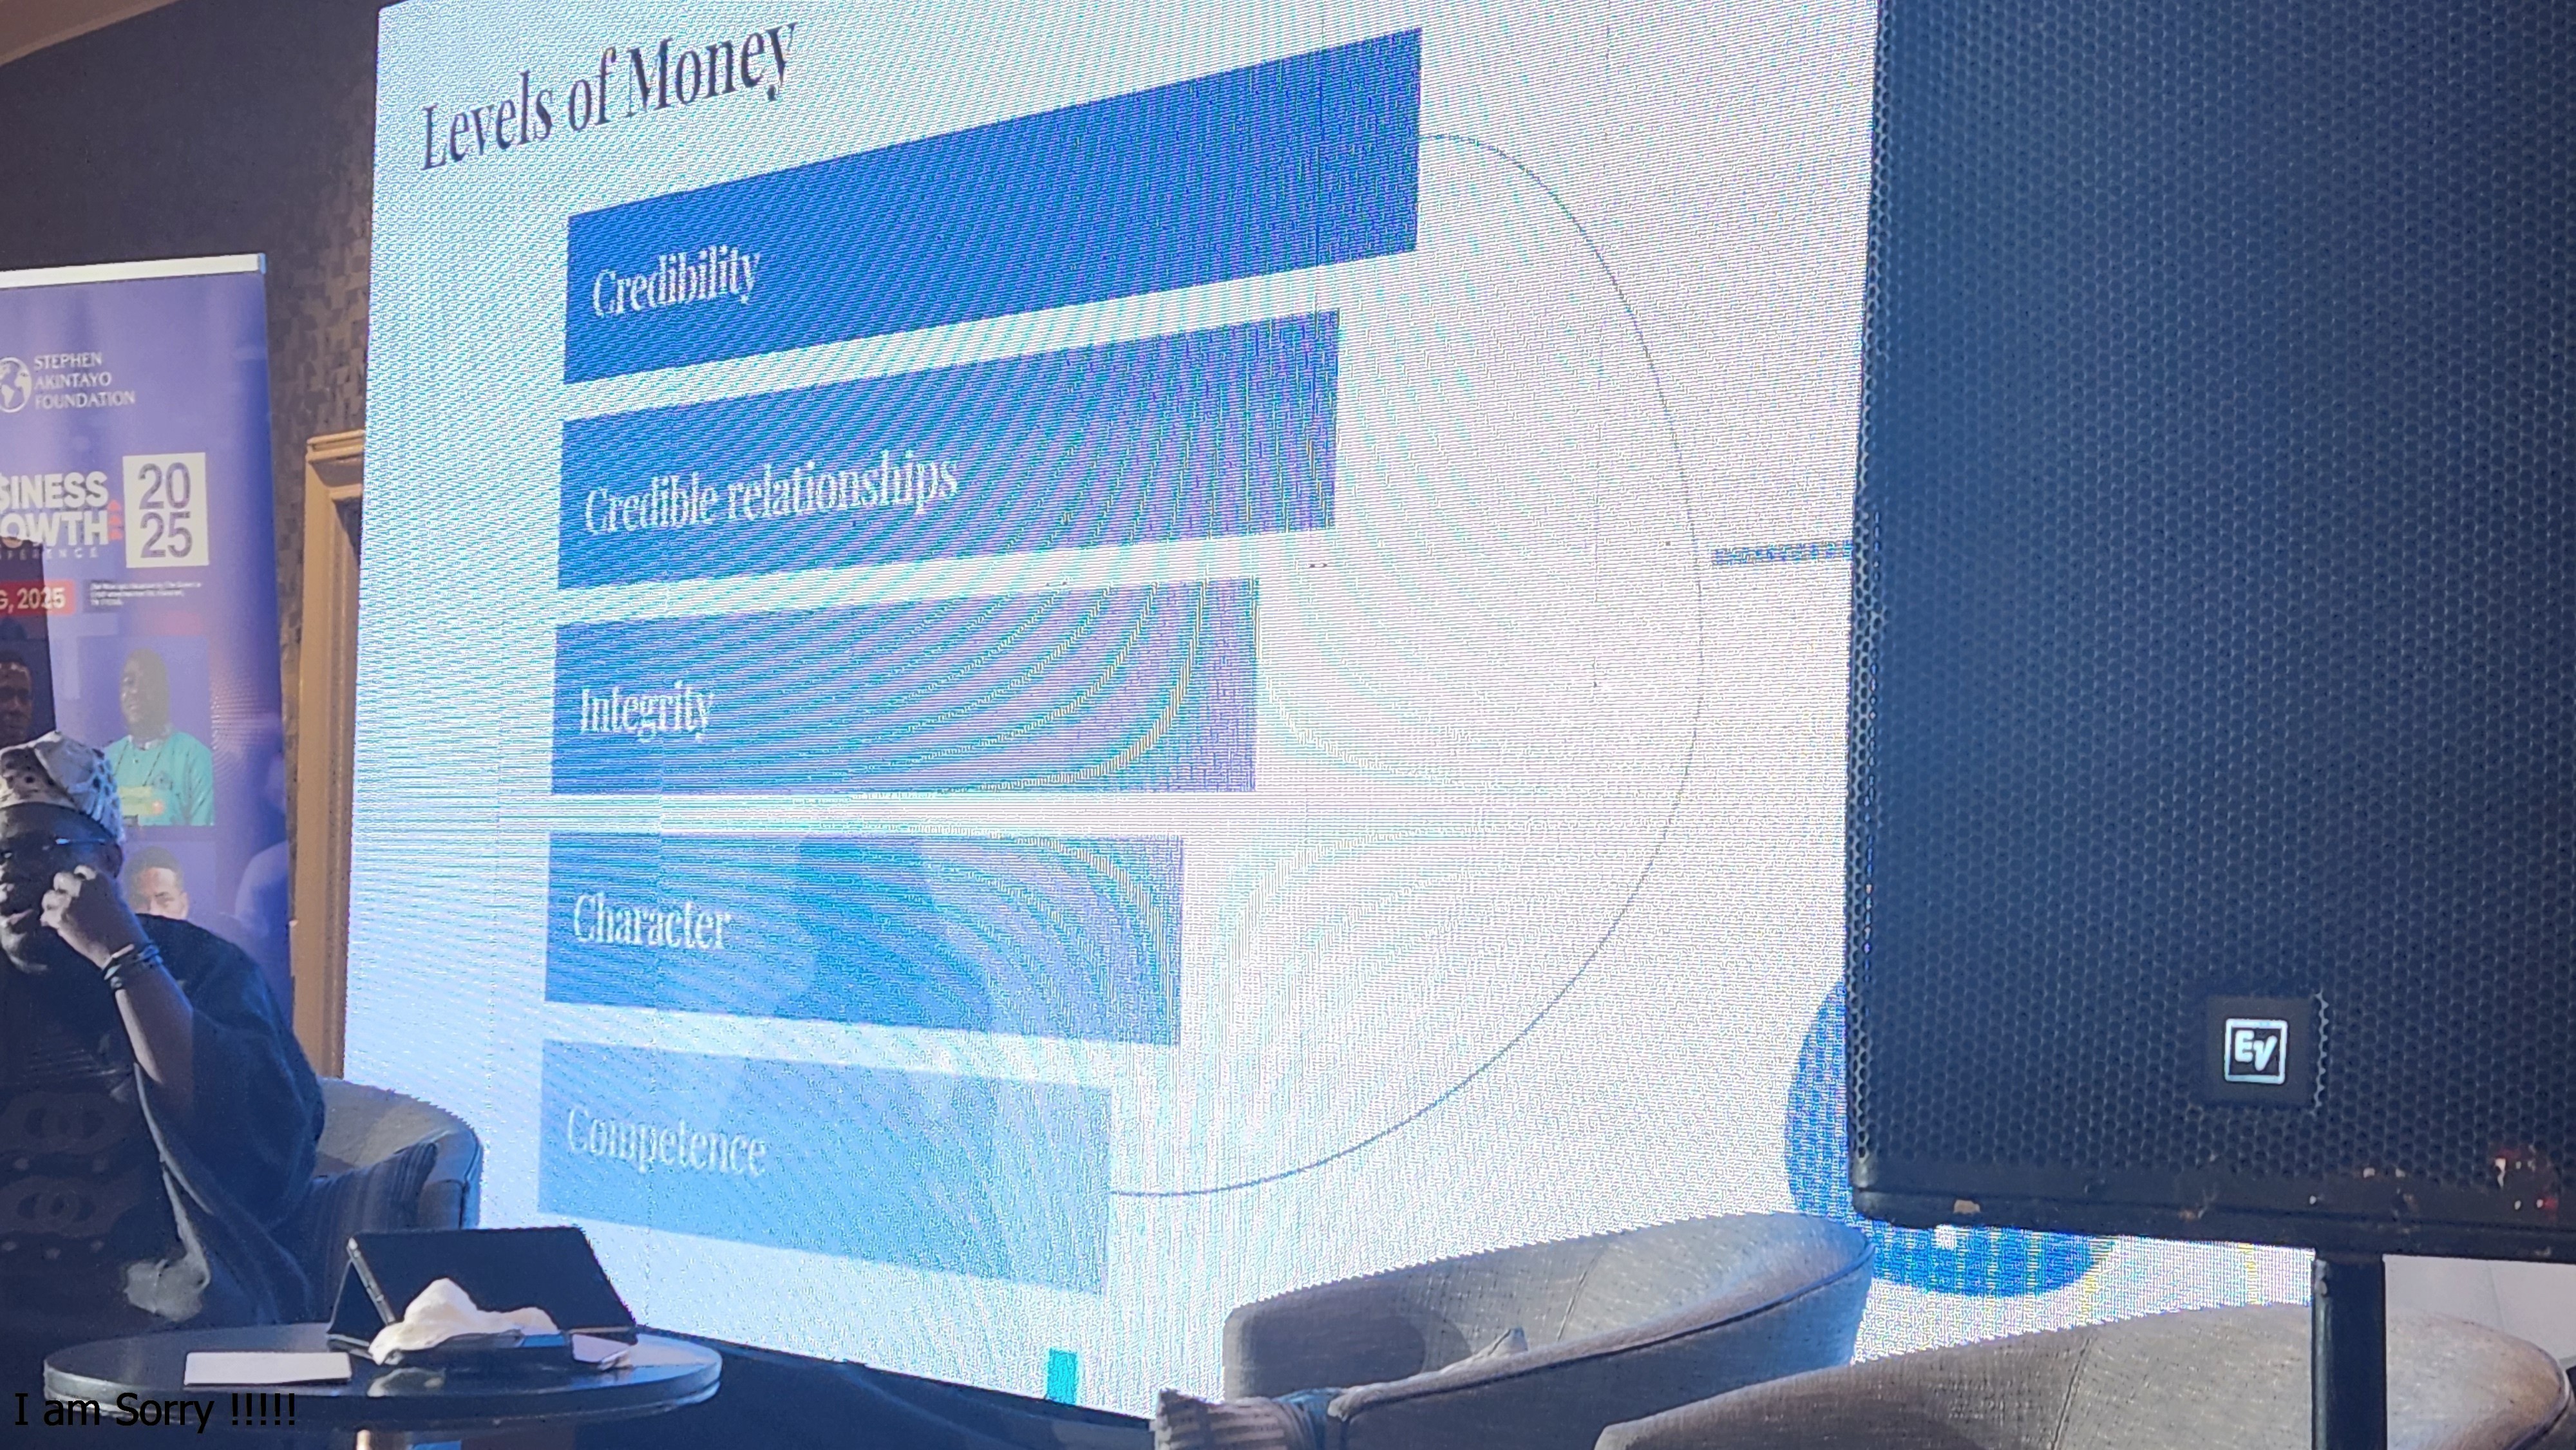 Levels of Money
Credibility
Credible relationships
Integrity
Character
Competence
STEPHEN
AKINTAYO
FOUNDATION
SINESS
OWTH
20
25
G, 2025
EV
I am Sorry !!!!!